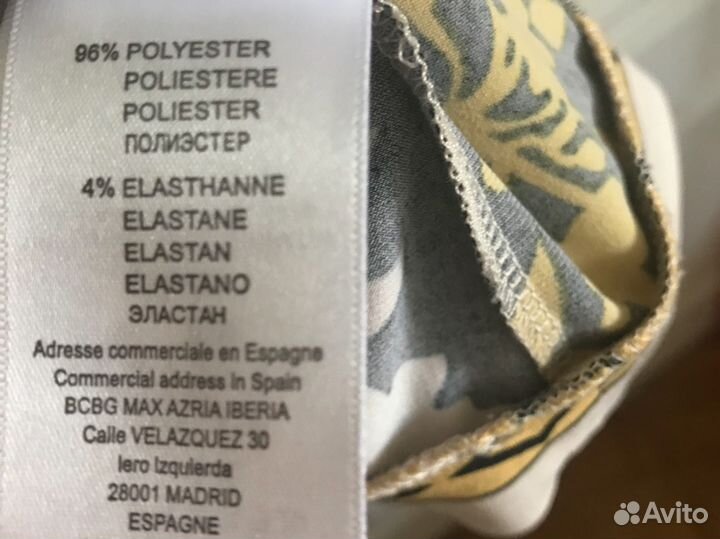 96% POLYESTER
POLIESTERE
POLIESTER
ПОЛИЭСТЕР
4% ELASTHANNE
ELASTANE
ELASTAN
ELASTANO
ЭЛАСТАН
Adresse commerciale en Espagne
Commercial address in Spain
BCBG MAX AZRIA IBERIA
Calle VELAZQUEZ 30
Iero Izquierda
28001 MADRID
ESPAGNE
Avito